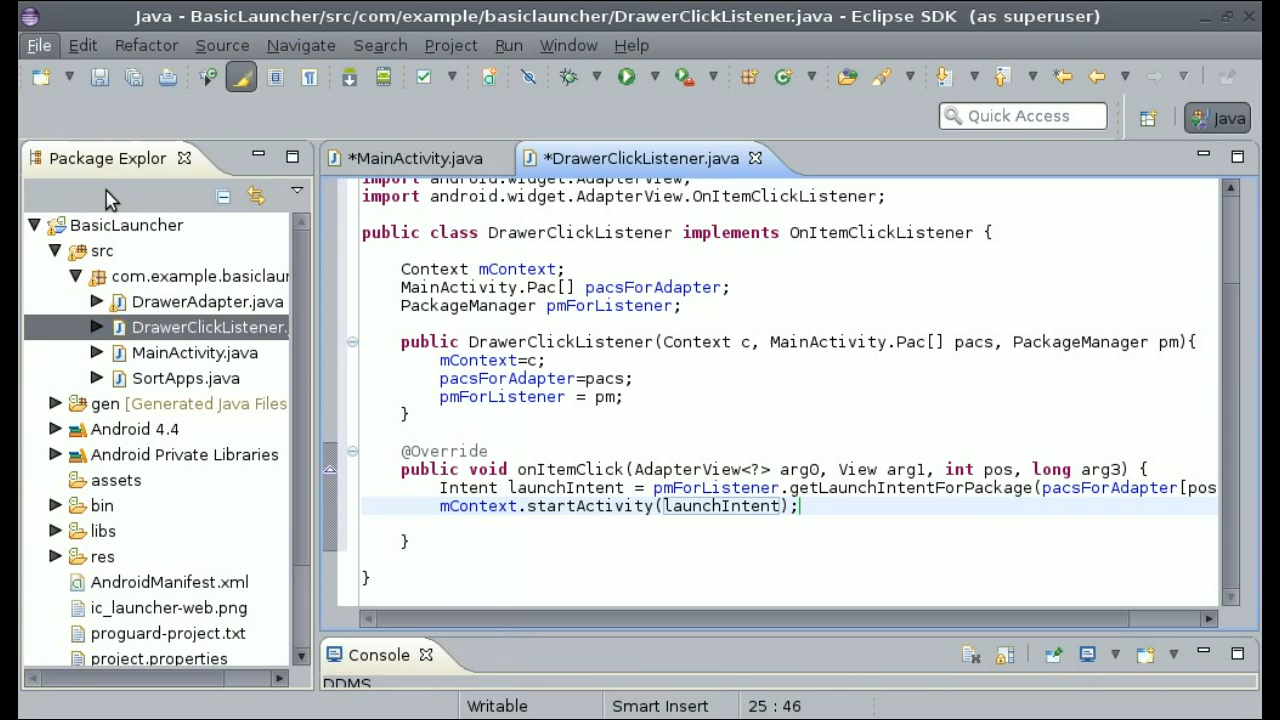 Java - BasicLauncher/src/com/example/basiclauncher/DrawerClickListener.java - Eclipse SDK (as superuser)
File Edit Refactor Source Navigate Search Project Run Window Help
Quick Access
Java
Package Explor
*MainActivity.java
*DrawerClickListener.java
BasicLauncher
src
com.example.basiclaun
DrawerAdapter.java
DrawerClickListener.
MainActivity.java
SortApps.java
gen [Generated Java Files
Android 4.4
Android Private Libraries
assets
bin
libs
res
AndroidManifest.xml
ic_launcher-web.png
proguard-project.txt
project.properties
import android.widget.AdapterView;
import android.widget.AdapterView.OnItemClickListener;
public class DrawerClickListener implements OnItemClickListener {
Context mContext;
MainActivity.Pac[] pacsForAdapter;
PackageManager pmForListener;
public DrawerClickListener(Context c, MainActivity.Pac[] pacs, PackageManager pm){
mContext=c;
pacsForAdapter=pacs;
pmForListener = pm;
}
@Override
public void onItemClick(AdapterView<?> arg0, View arg1, int pos, long arg3) {
Intent launchIntent = pmForListener.getLaunchIntentForPackage(pacsForAdapter[pos
mContext.startActivity(launchIntent);
}
}
Console
DDMS
Writable
Smart Insert
25 : 46